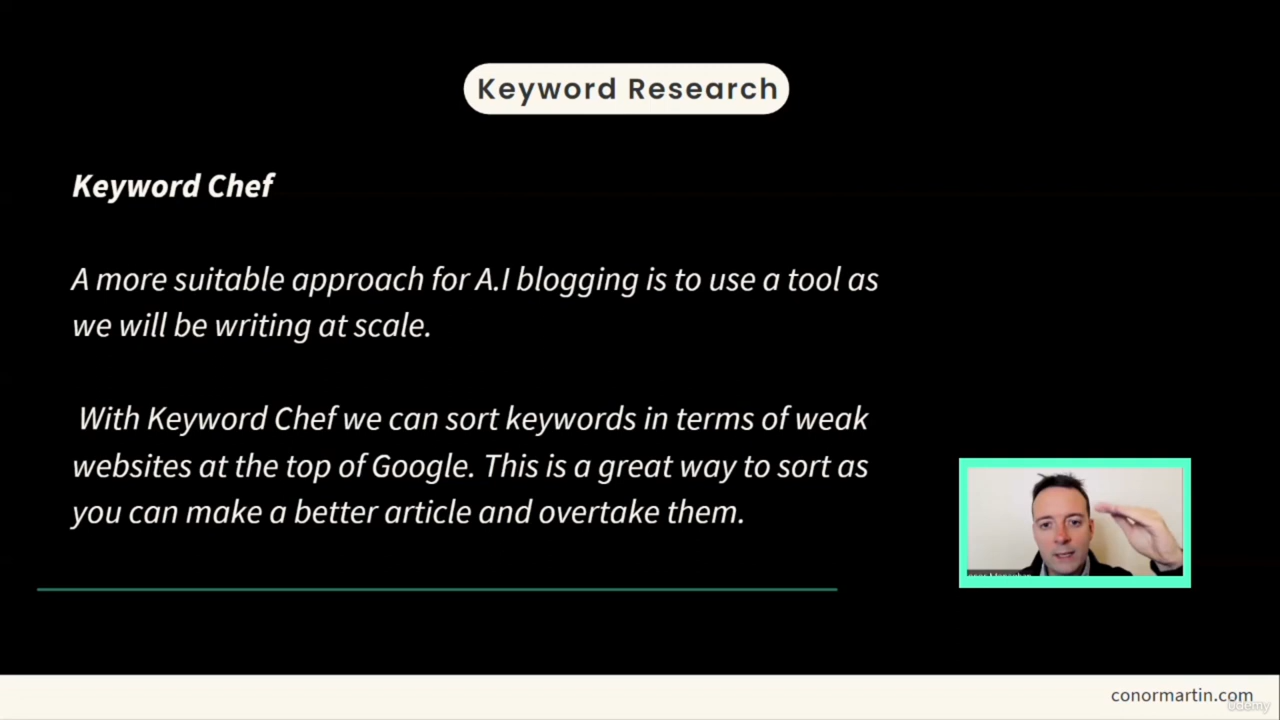 Keyword Research
Keyword Chef
A more suitable approach for A.I blogging is to use a tool as
we will be writing at scale.
With Keyword Chef we can sort keywords in terms of weak
websites at the top of Google. This is a great way to sort as
you can make a better article and overtake them.
conormartin.com
udemy